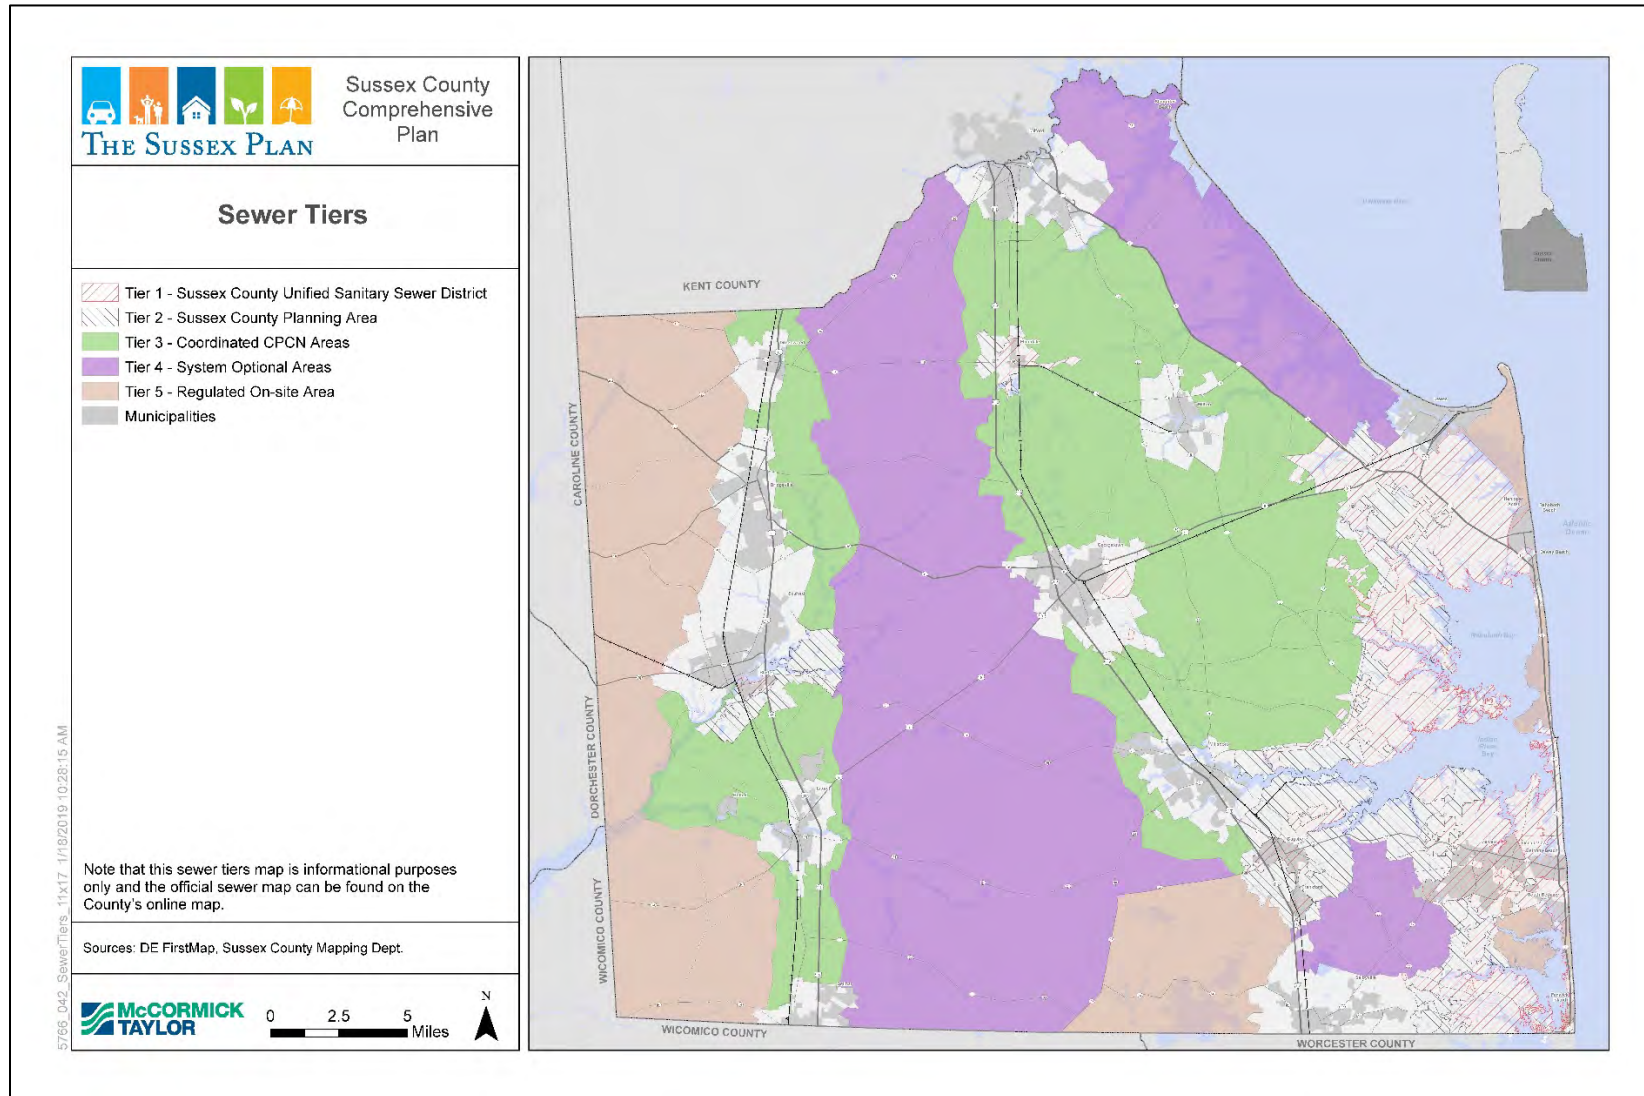 THE SUSSEX PLAN
Sussex County
Comprehensive
Plan
Sewer Tiers
Tier 1 - Sussex County Unified Sanitary Sewer District
Tier 2 - Sussex County Planning Area
Tier 3 - Coordinated CPCN Areas
Tier 4 - System Optional Areas
Tier 5 - Regulated On-site Area
Municipalities
Note that this sewer tiers map is informational purposes
only and the official sewer map can be found on the
County's online map.
Sources: DE FirstMap, Sussex County Mapping Dept.
McCORMICK
TAYLOR
0 2.5 5
Miles
N
5766_042_SewerTiers_11x17 1/18/2019 10:28:15 AM
KENT COUNTY
CAROLINE COUNTY
DORCHESTER COUNTY
WICOMICO COUNTY
WICOMICO COUNTY
WORCESTER COUNTY